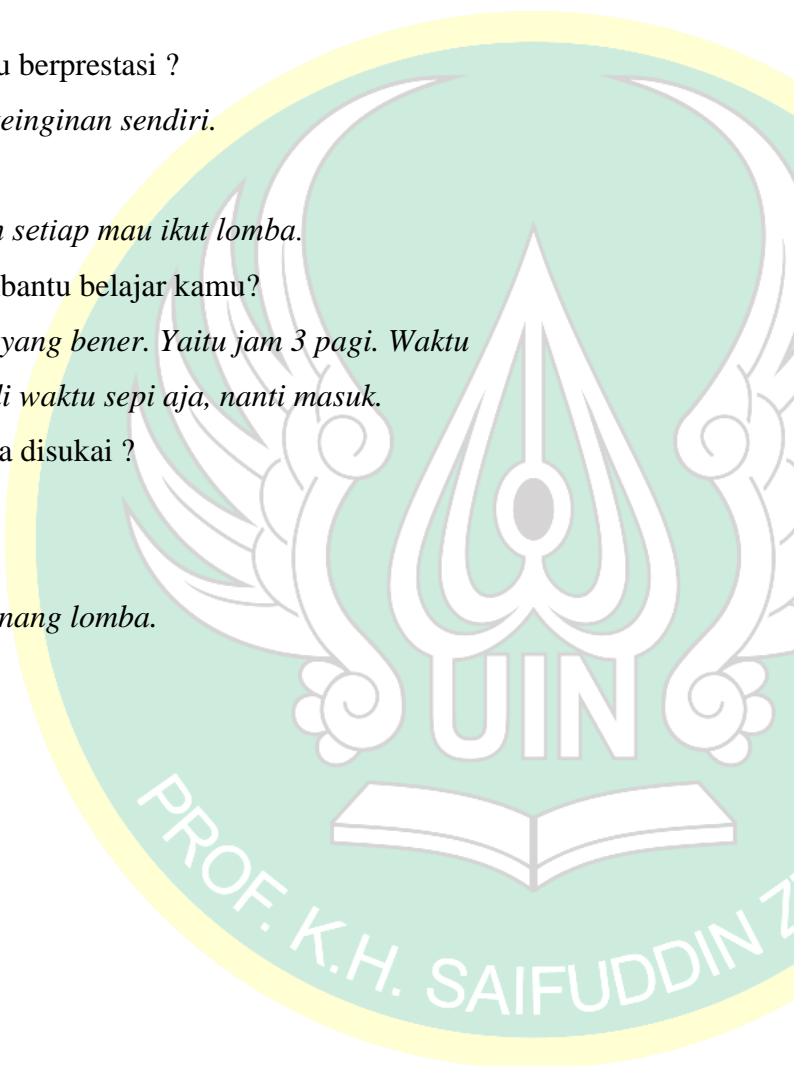 u berprestasi ?
einginan sendiri.
setiap mau ikut lomba.
bantu belajar kamu?
yang bener. Yaitu jam 3 pagi. Waktu
di waktu sepi aja, nanti masuk.
a disukai ?
nang lomba.
UIN
PROF. K.H. SAIFUDDIN